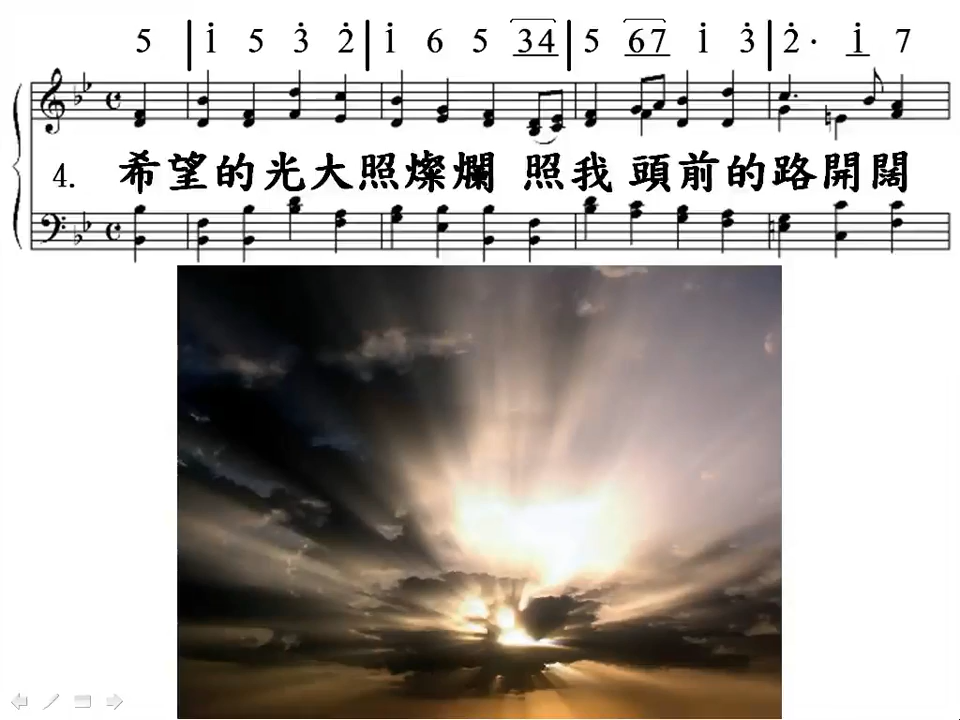 5 | i 5 3̇ 2̇ | i 6 5 34 | 5 67 i 3̇ | 2̇· i 7
4. 希望的光大照燦爛 照我 頭前的路開闊